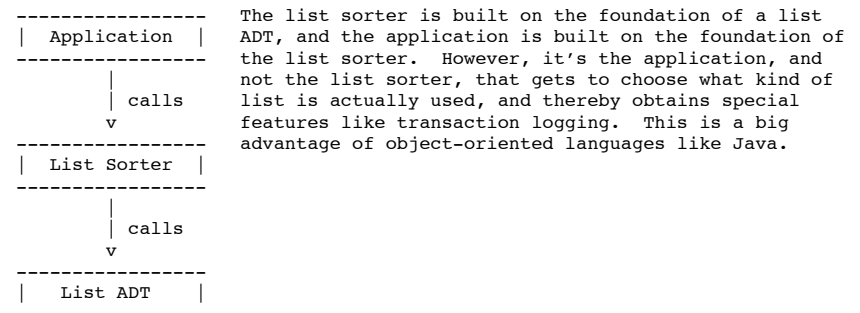 Application
calls
List Sorter
calls
List ADT
The list sorter is built on the foundation of a list
ADT, and the application is built on the foundation of
the list sorter.  However, it's the application, and
not the list sorter, that gets to choose what kind of
list is actually used, and thereby obtains special
features like transaction logging.  This is a big
advantage of object-oriented languages like Java.